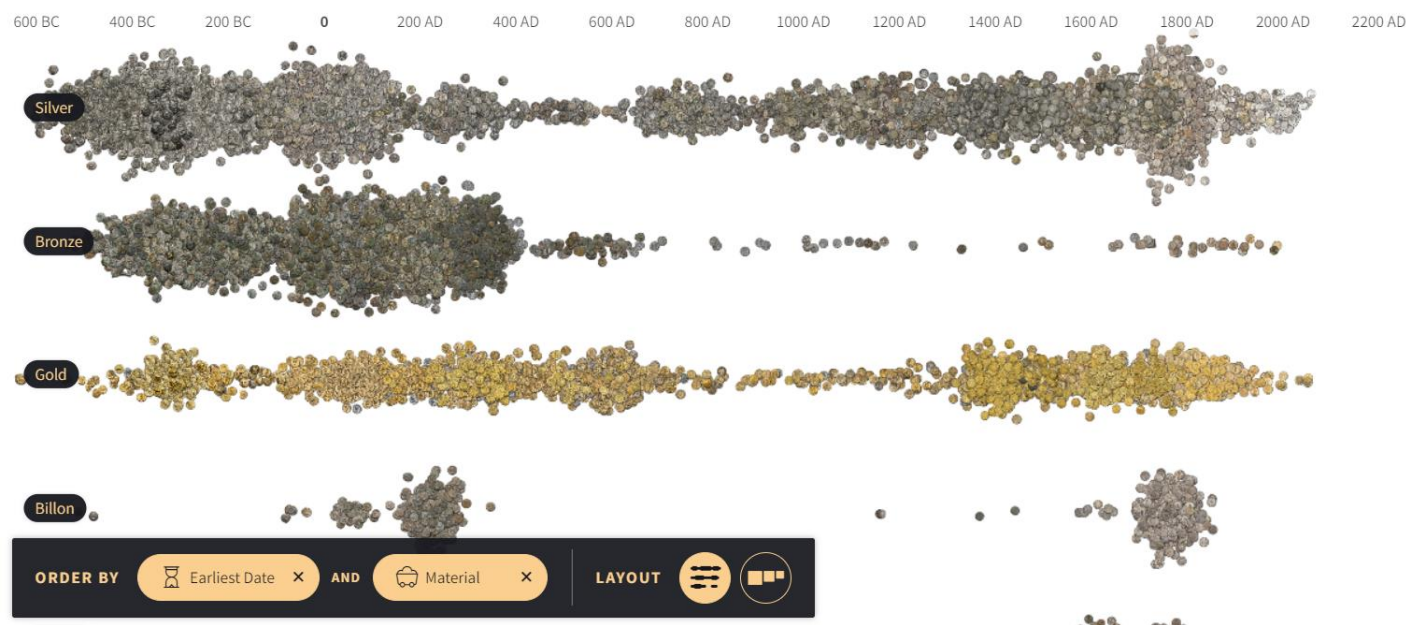 600 BC 400 BC 200 BC 0 200 AD 400 AD 600 AD 800 AD 1000 AD 1200 AD 1400 AD 1600 AD 1800 AD 2000 AD 2200 AD
Silver
Bronze
Gold
Billon
ORDER BY Earliest Date × AND Material × LAYOUT